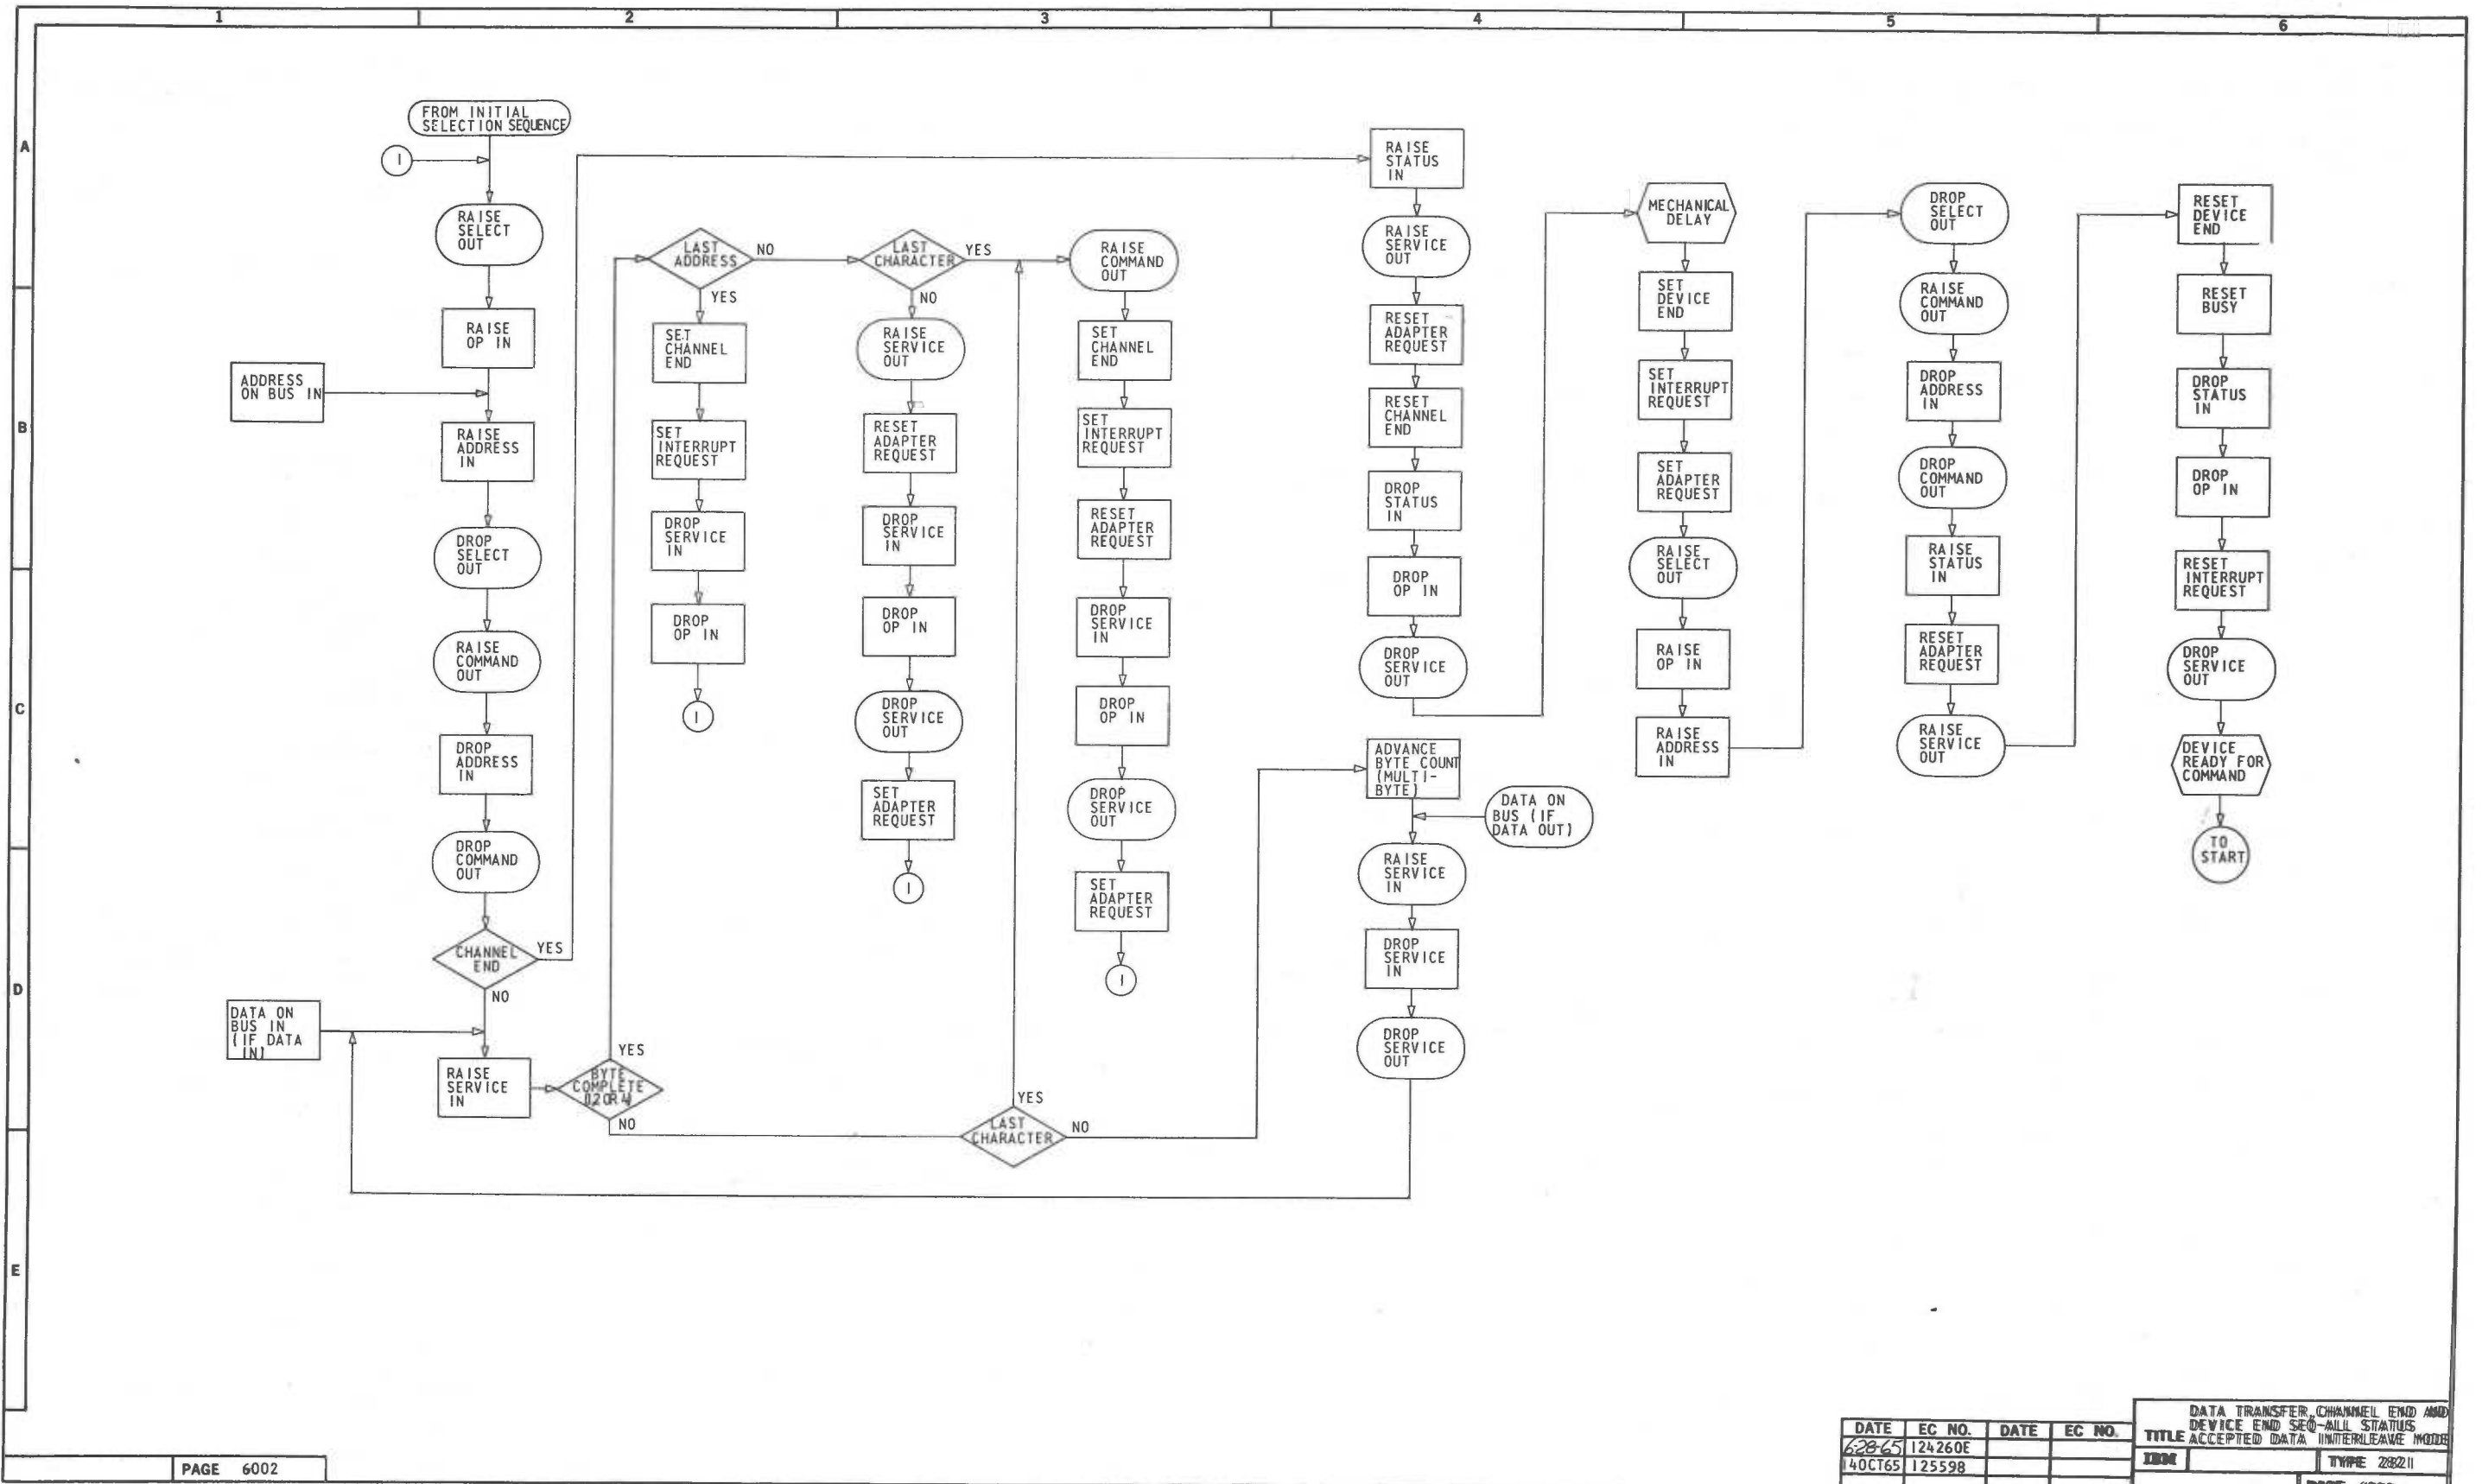 1
2
3
4
5
6
A
B
C
D
E
FROM INITIAL
SELECTION SEQUENCE
1
RAISE
SELECT
OUT
RAISE
OP IN
ADDRESS
ON BUS IN
RAISE
ADDRESS
IN
DROP
SELECT
OUT
RAISE
COMMAND
OUT
DROP
ADDRESS
IN
DROP
COMMAND
OUT
CHANNEL
END
YES
NO
DATA ON
BUS IN
(IF DATA
IN)
RAISE
SERVICE
IN
BYTE
COMPLETE
(1,2 OR 4)
YES
NO
LAST
ADDRESS
NO
YES
SET
CHANNEL
END
SET
INTERRUPT
REQUEST
DROP
SERVICE
IN
DROP
OP IN
1
LAST
CHARACTER
YES
NO
RAISE
SERVICE
OUT
RESET
ADAPTER
REQUEST
DROP
SERVICE
IN
DROP
OP IN
DROP
SERVICE
OUT
SET
ADAPTER
REQUEST
1
RAISE
COMMAND
OUT
SET
CHANNEL
END
SET
INTERRUPT
REQUEST
RESET
ADAPTER
REQUEST
DROP
SERVICE
IN
DROP
OP IN
DROP
SERVICE
OUT
SET
ADAPTER
REQUEST
1
LAST
CHARACTER
YES
NO
RAISE
STATUS
IN
RAISE
SERVICE
OUT
RESET
ADAPTER
REQUEST
RESET
CHANNEL
END
DROP
STATUS
IN
DROP
OP IN
DROP
SERVICE
OUT
ADVANCE
BYTE COUNT
(MULTI-
BYTE)
DATA ON
BUS (IF
DATA OUT)
RAISE
SERVICE
IN
DROP
SERVICE
IN
DROP
SERVICE
OUT
MECHANICAL
DELAY
SET
DEVICE
END
SET
INTERRUPT
REQUEST
SET
ADAPTER
REQUEST
RAISE
SELECT
OUT
RAISE
OP IN
RAISE
ADDRESS
IN
DROP
SELECT
OUT
RAISE
COMMAND
OUT
DROP
ADDRESS
IN
DROP
COMMAND
OUT
RAISE
STATUS
IN
RESET
ADAPTER
REQUEST
RAISE
SERVICE
OUT
RESET
DEVICE
END
RESET
BUSY
DROP
STATUS
IN
DROP
OP IN
RESET
INTERRUPT
REQUEST
DROP
SERVICE
OUT
DEVICE
READY FOR
COMMAND
TO
START
PAGE 6002
DATE EC NO. DATE EC NO.
6-28-65 124260E
14OCT65 125598
TITLE
DATA TRANSFER, CHANNEL END AND
DEVICE END SEQ-ALL STATUS
ACCEPTED DATA INTERLEAVE MODE
IBM
TYPE 2821